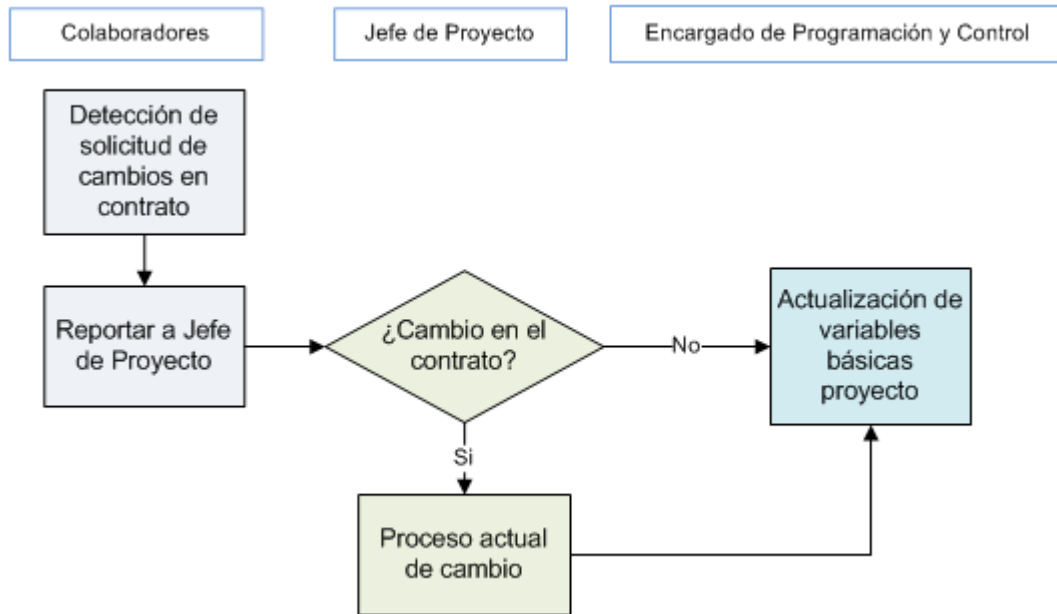 Colaboradores
Jefe de Proyecto
Encargado de Programación y Control
Detección de
solicitud de
cambios en
contrato
Reportar a Jefe
de Proyecto
¿Cambio en el
contrato?
No
Actualización de
variables
básicas
proyecto
Si
Proceso actual
de cambio